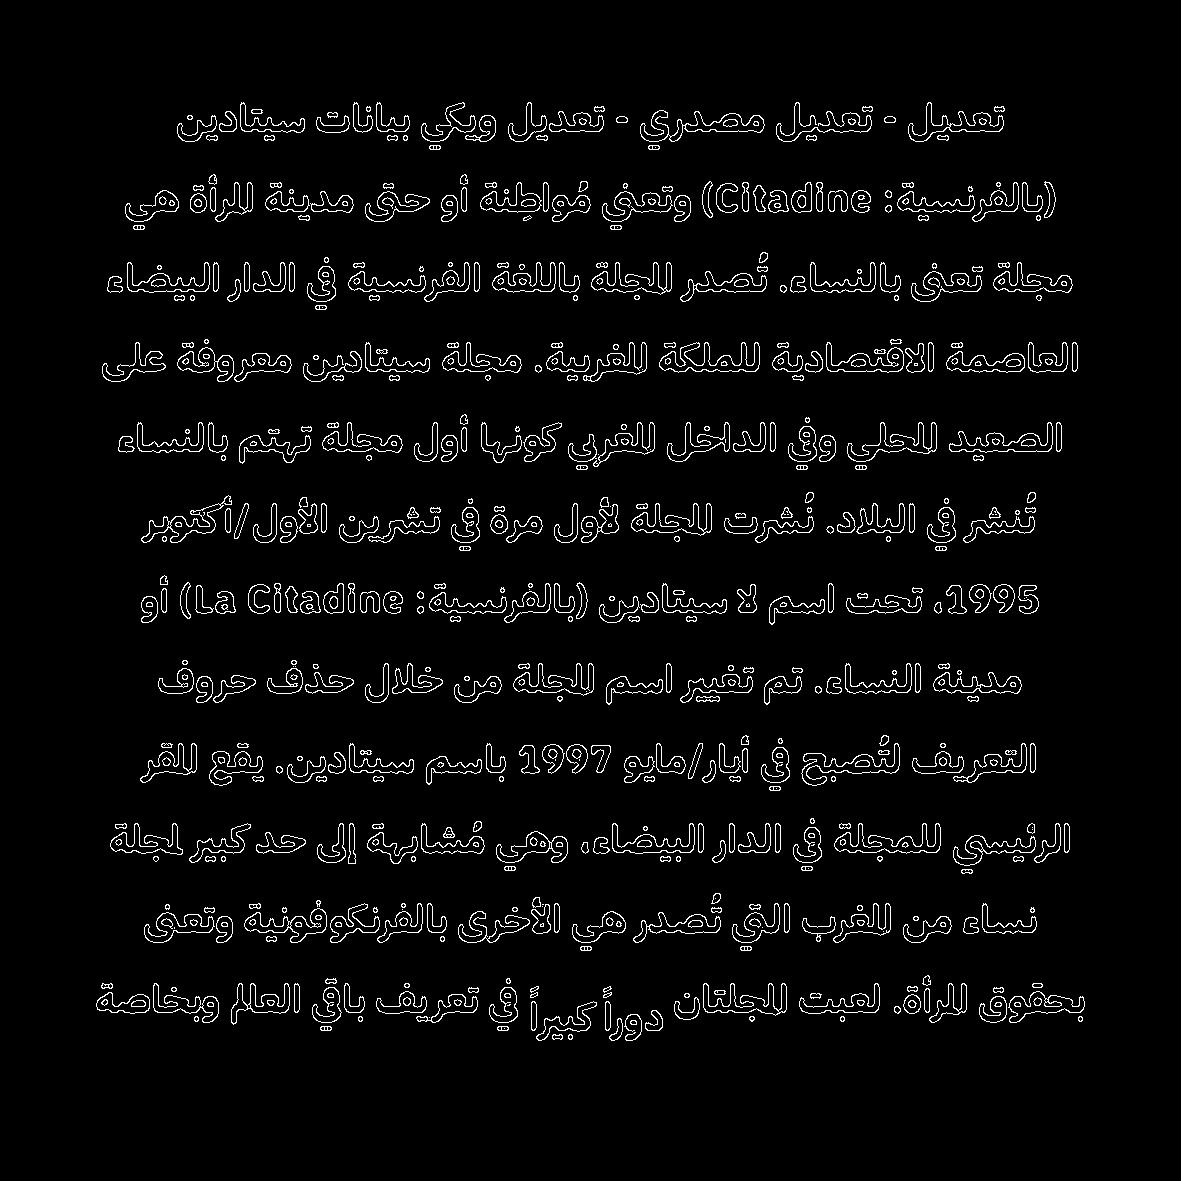 تعديل - تعديل مصدري - تعديل ويكي بيانات سيتادين
(بالفرنسية: Citadine) وتعني مُواطِنة أو حتى مدينة المرأة هي
مجلة تعنى بالنساء. تُصدر المجلة باللغة الفرنسية في الدار البيضاء
العاصمة الاقتصادية للملكة المغربية. مجلة سيتادين معروفة على
الصعيد المحلي وفي الداخل المغربي كونها أول مجلة تهتم بالنساء
تُنشر في البلاد. نُشرت المجلة لأول مرة في تشرين الأول/أكتوبر
1995، تحت اسم لا سيتادين (بالفرنسية: La Citadine) أو
مدينة النساء. تم تغيير اسم المجلة من خلال حذف حروف
التعريف لتُصبح في أيار/مايو 1997 باسم سيتادين. يقع المقر
الرئيسي للمجلة في الدار البيضاء، وهي مُشابهة إلى حد كبير لمجلة
نساء من المغرب التي تُصدر هي الأخرى بالفرنكوفونية وتعنى
بحقوق المرأة. لعبت المجلتان دوراً كبيراً في تعريف باقي العالم وبخاصة